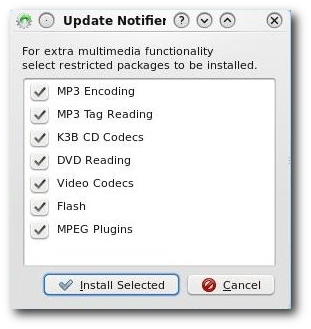 Update Notifier
For extra multimedia functionality
select restricted packages to be installed.
MP3 Encoding
MP3 Tag Reading
K3B CD Codecs
DVD Reading
Video Codecs
Flash
MPEG Plugins
Install Selected
Cancel